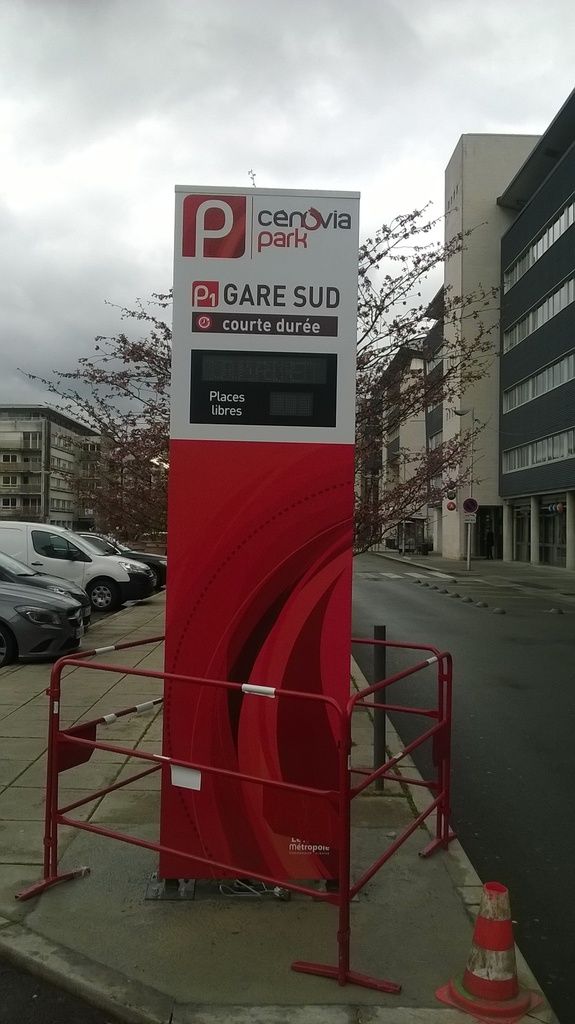 P cenovia
park
P1 GARE SUD
courte durée
Places
libres
métropole